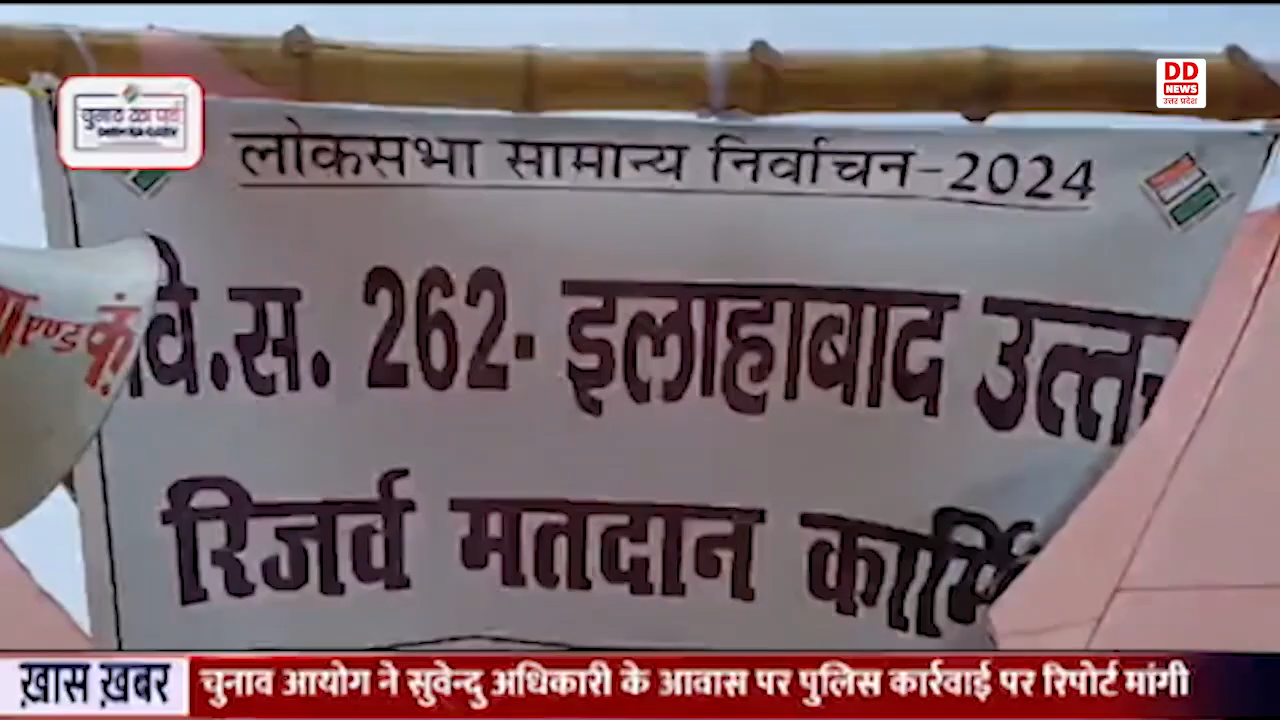 DD
NEWS
उत्तर प्रदेश
चुनाव का पर्व
लोकसभा सामान्य निर्वाचन-2024
वि.स. 262- इलाहाबाद
रिजर्व मतदान
ख़ास ख़बर
चुनाव आयोग ने सुवेन्दु अधिकारी के आवास पर पुलिस कार्रवाई पर रिपोर्ट मांगी